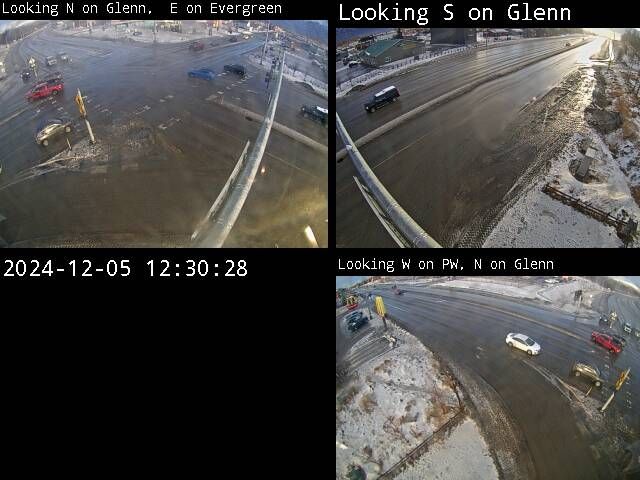 Looking N on Glenn,  E on Evergreen
Looking S on Glenn
2024-12-05 12:30:28
Looking W on PW, N on Glenn